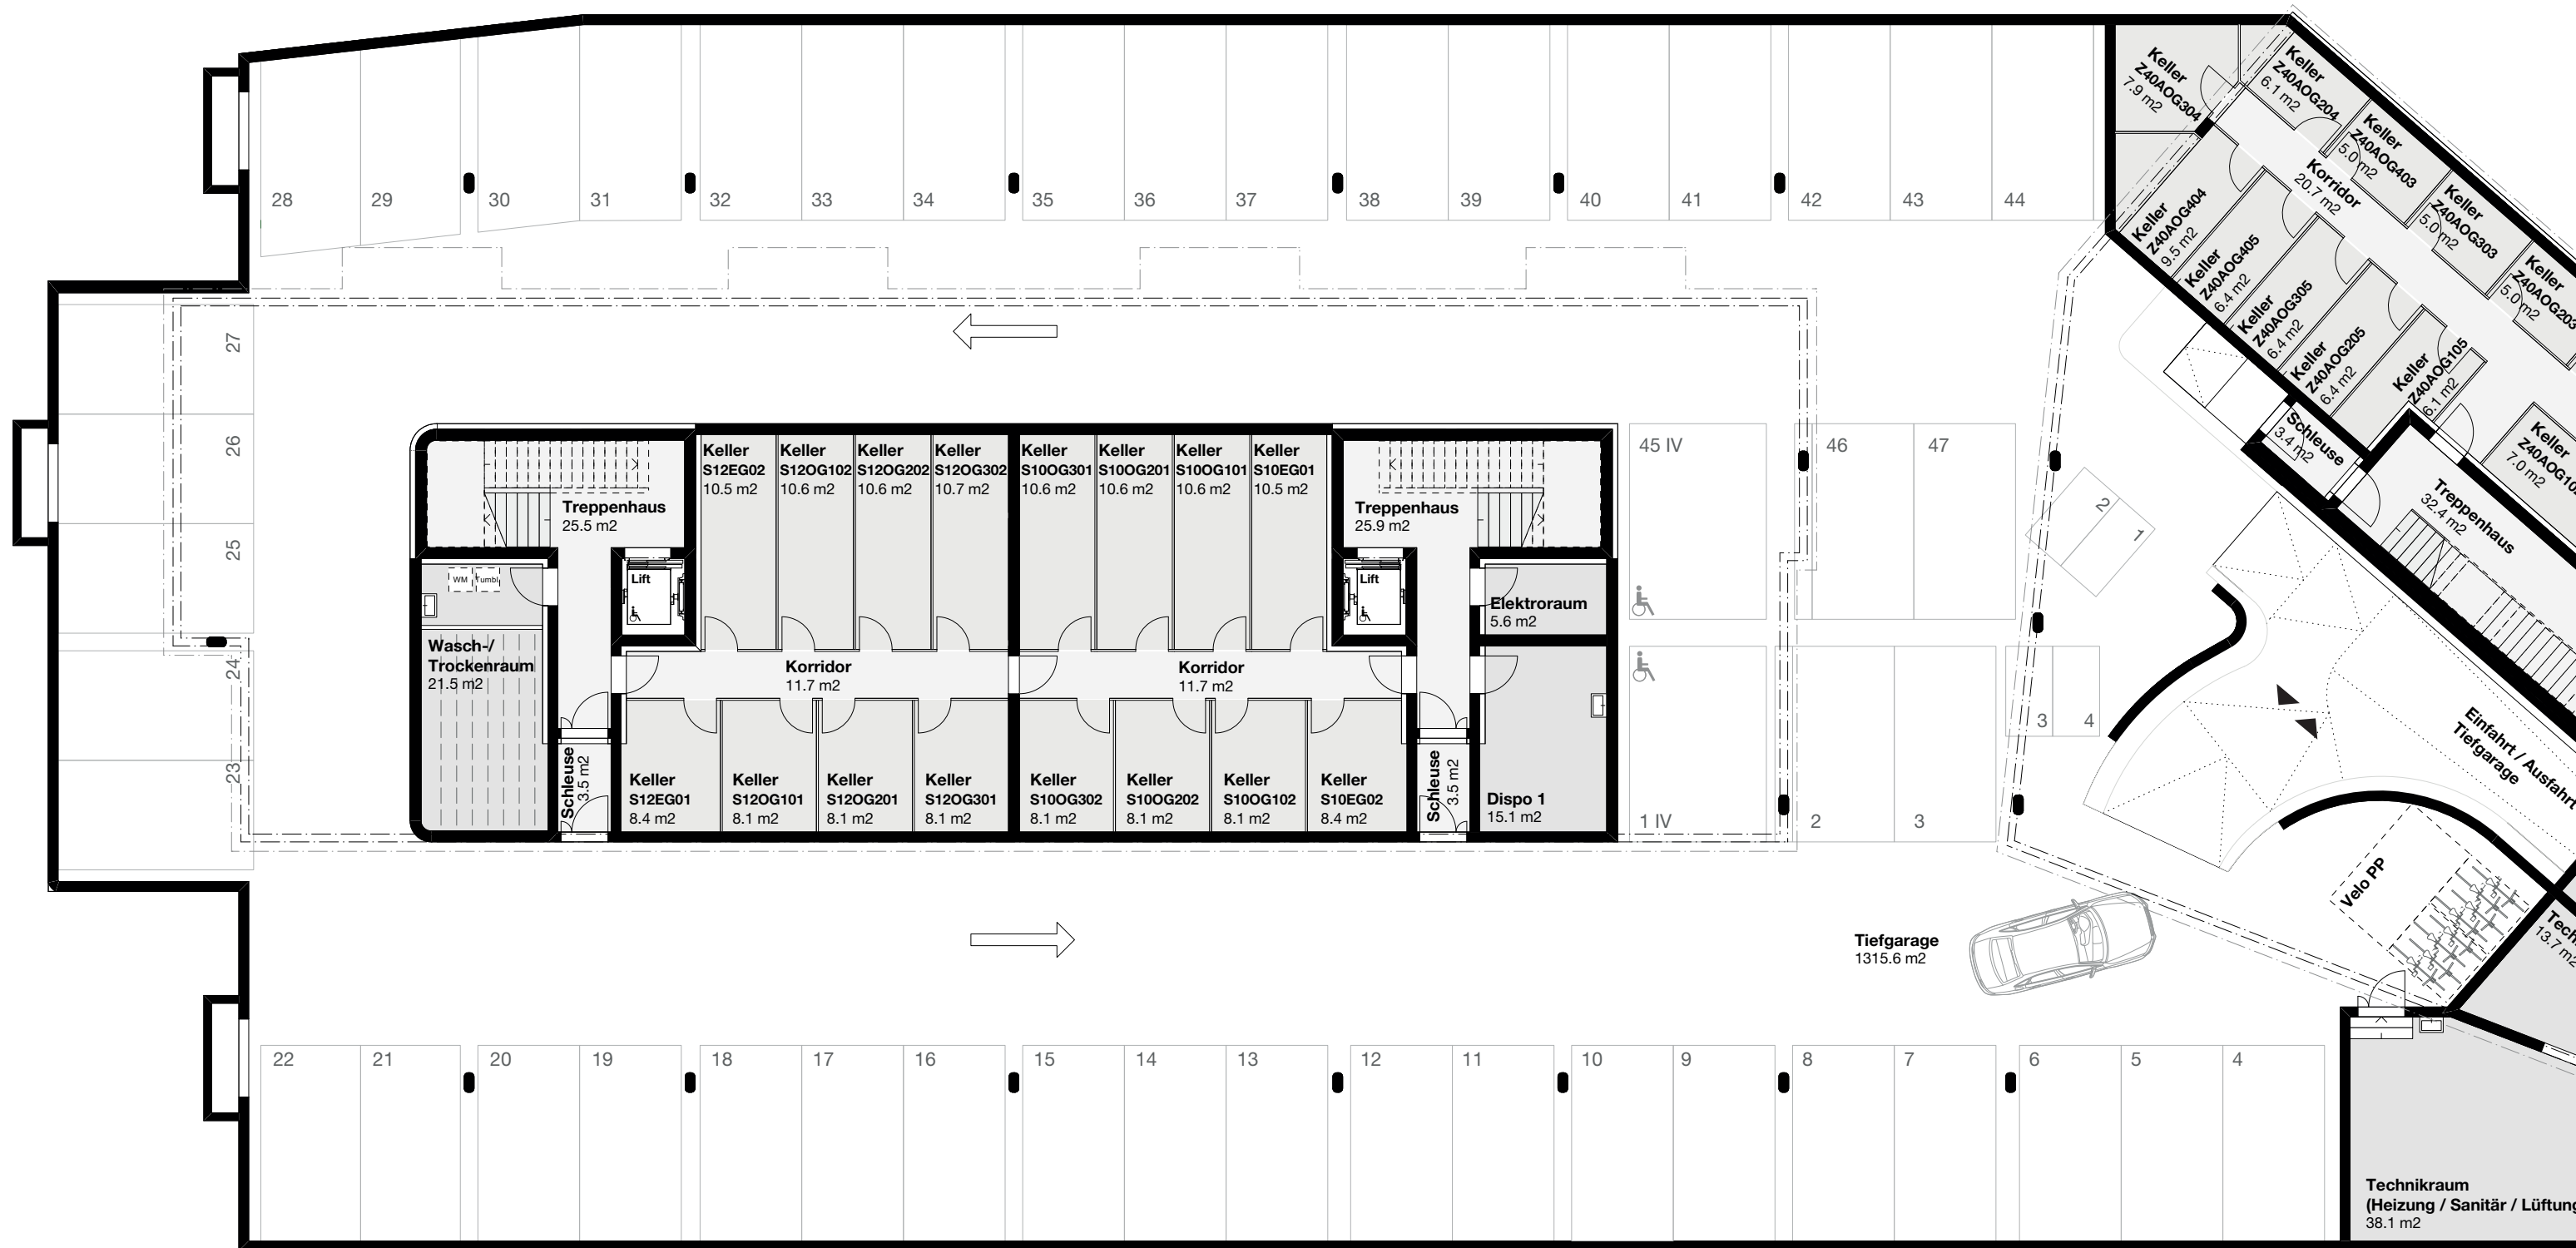 28
29
30
31
32
33
34
35
36
37
38
39
40
41
42
43
44
Keller
Z40AOG304
7.9 m2
Keller
Z40AOG204
6.1 m2
Keller
Z40AOG403
5.0 m2
Korridor
20.7 m2
Keller
Z40AOG303
5.0 m2
Keller
Z40AOG203
5.0 m2
Keller
Z40AOG404
9.5 m2
Keller
Z40AOG405
6.4 m2
Keller
Z40AOG305
6.4 m2
Keller
Z40AOG205
6.4 m2
Keller
Z40AOG105
6.1 m2
Schleuse
3.4 m2
Keller
7.0 m2
Treppenhaus
32.4 m2
27
26
25
24
23
Treppenhaus
25.5 m2
Keller
S12EG02
10.5 m2
Keller
S12OG102
10.6 m2
Keller
S12OG202
10.6 m2
Keller
S12OG302
10.7 m2
Keller
S10OG301
10.6 m2
Keller
S10OG201
10.6 m2
Keller
S10OG101
10.6 m2
Keller
S10EG01
10.5 m2
Treppenhaus
25.9 m2
45 IV
46
47
2
1
WM
Tumbl
Lift
Lift
Elektroraum
5.6 m2
Wasch-/
Trockenraum
21.5 m2
Korridor
11.7 m2
Korridor
11.7 m2
3
4
Einfahrt / Ausfahrt
Tiefgarage
Schleuse
3.5 m2
Keller
S12EG01
8.4 m2
Keller
S12OG101
8.1 m2
Keller
S12OG201
8.1 m2
Keller
S12OG301
8.1 m2
Keller
S10OG302
8.1 m2
Keller
S10OG202
8.1 m2
Keller
S10OG102
8.1 m2
Keller
S10EG02
8.4 m2
Schleuse
3.5 m2
Dispo 1
15.1 m2
1 IV
2
3
Velo PP
13.7 m2
Tiefgarage
1315.6 m2
22
21
20
19
18
17
16
15
14
13
12
11
10
9
8
7
6
5
4
Technikraum
(Heizung / Sanitär / Lüftung
38.1 m2